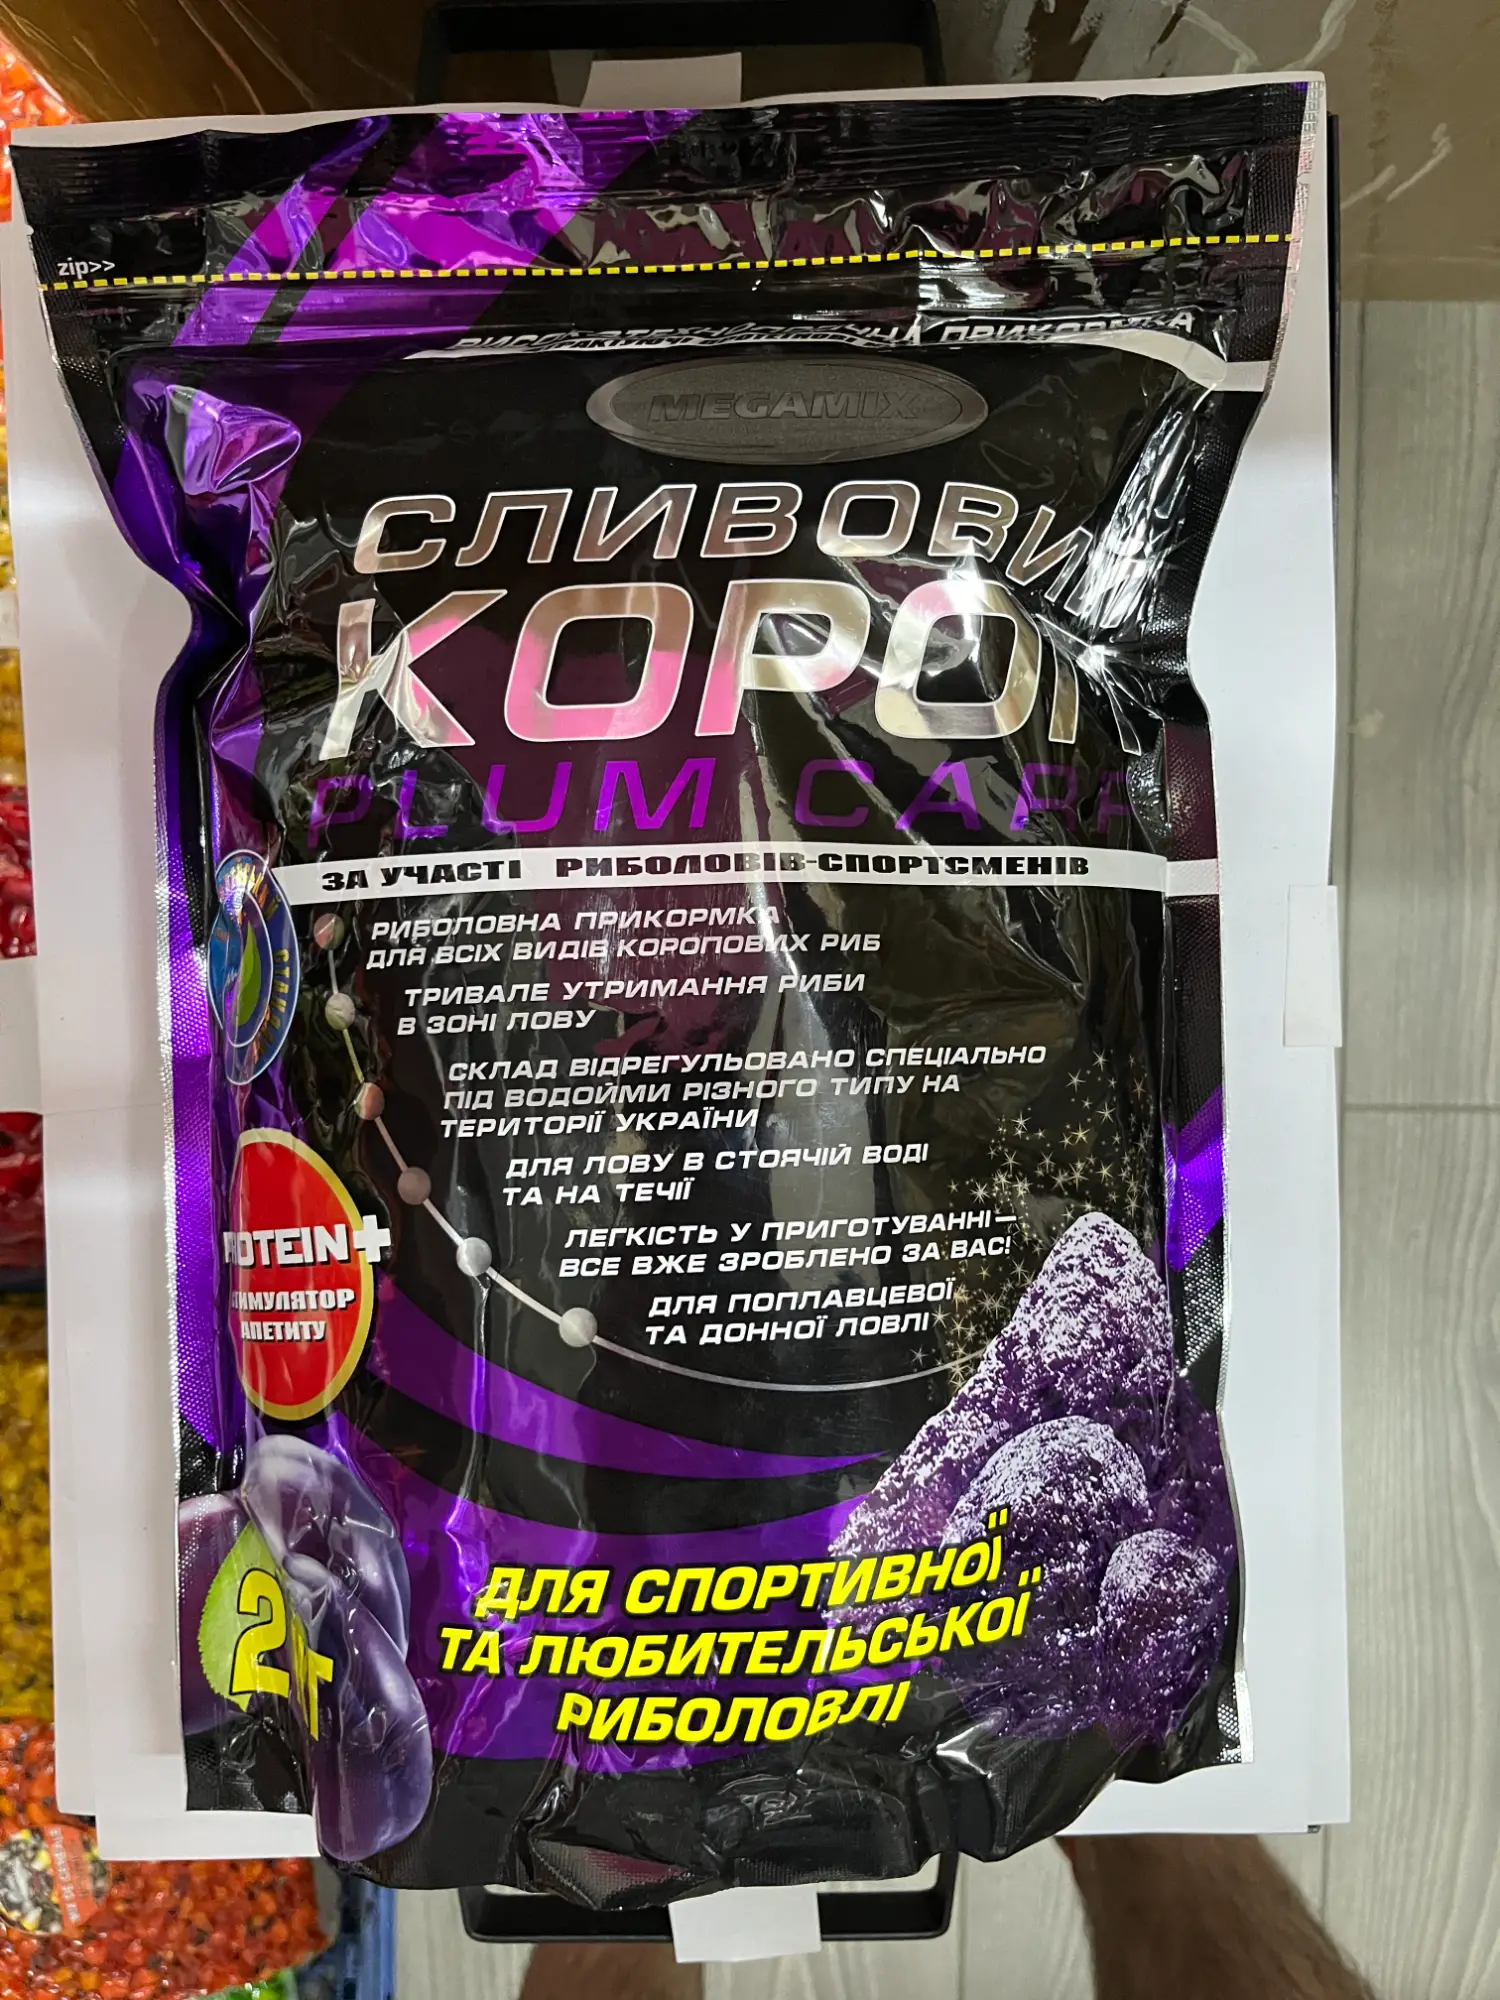 zip>>
ПРИКОРМКА
MEGAMIX
СЛИВОВИЙ
КОРОП
PLUM CARP
ЗА УЧАСТІ РИБОЛОВІВ-СПОРТСМЕНІВ
РИБОЛОВНА ПРИКОРМКА
ДЛЯ ВСІХ ВИДІВ КОРОПОВИХ РИБ
ТРИВАЛЕ УТРИМАННЯ РИБИ
В ЗОНІ ЛОВУ
СКЛАД ВІДРЕГУЛЬОВАНО СПЕЦІАЛЬНО
ПІД ВОДОЙМИ РІЗНОГО ТИПУ НА
ТЕРИТОРІЇ УКРАЇНИ
ДЛЯ ЛОВУ В СТОЯЧІЙ ВОДІ
ТА НА ТЕЧІЇ
ЛЕГКІСТЬ У ПРИГОТУВАННІ—
ВСЕ ВЖЕ ЗРОБЛЕНО ЗА ВАС!
ДЛЯ ПОПЛАВЦЕВОЇ
ТА ДОННОЇ ЛОВЛІ
PROTEIN+
СТИМУЛЯТОР
АПЕТИТУ
2 КГ
ДЛЯ СПОРТИВНОЇ
ТА ЛЮБИТЕЛЬСЬКОЇ
РИБОЛОВЛІ